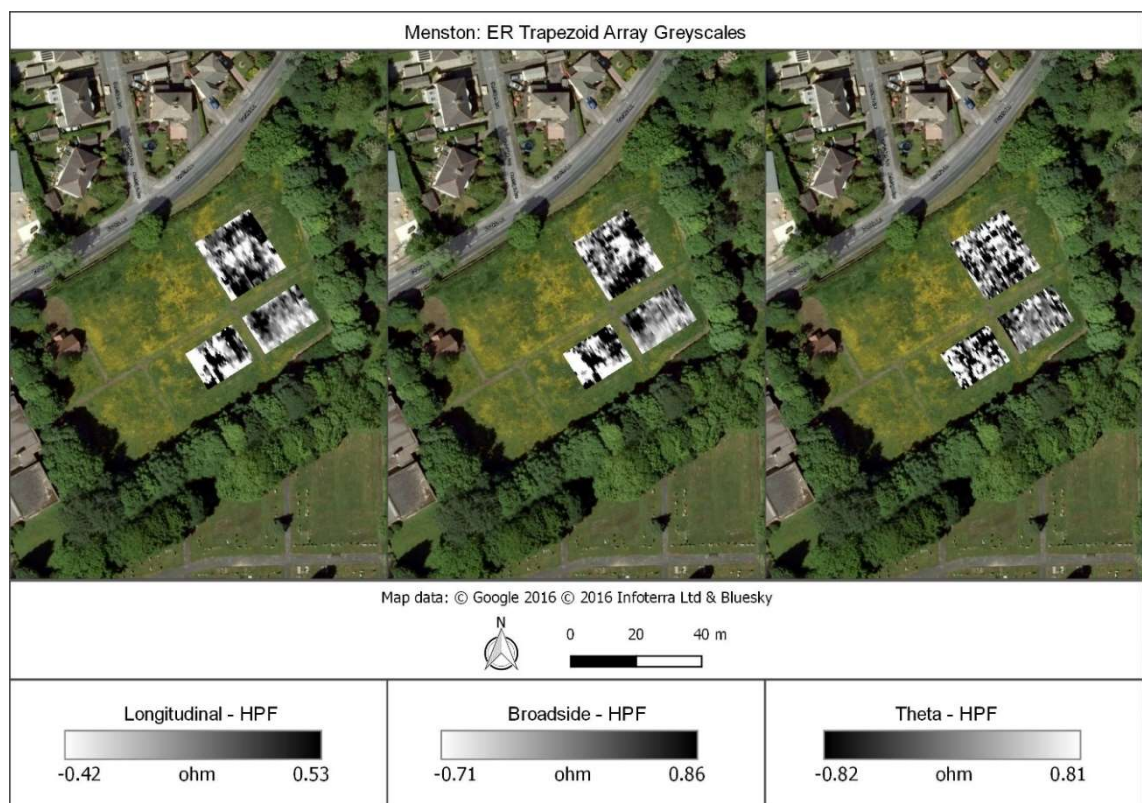 Menston: ER Trapezoid Array Greyscales
Map data: © Google 2016 © 2016 Infoterra Ltd & Bluesky
N
0 20 40 m
Longitudinal - HPF
-0.42 ohm 0.53
Broadside - HPF
-0.71 ohm 0.86
Theta - HPF
-0.82 ohm 0.81